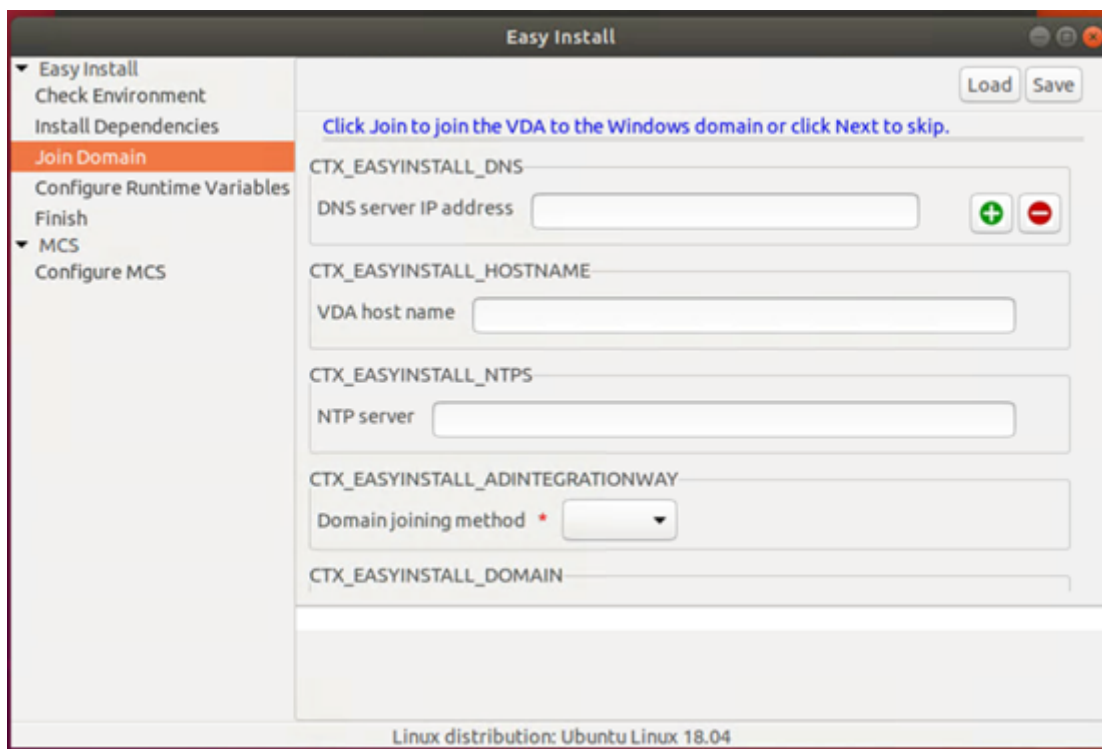 Easy Install
Easy Install
Check Environment
Install Dependencies
Join Domain
Configure Runtime Variables
Finish
MCS
Configure MCS
Load Save
Click Join to join the VDA to the Windows domain or click Next to skip.
CTX_EASYINSTALL_DNS
DNS server IP address
CTX_EASYINSTALL_HOSTNAME
VDA host name
CTX_EASYINSTALL_NTPS
NTP server
CTX_EASYINSTALL_ADINTEGRATIONWAY
Domain joining method *
CTX_EASYINSTALL_DOMAIN
Linux distribution: Ubuntu Linux 18.04